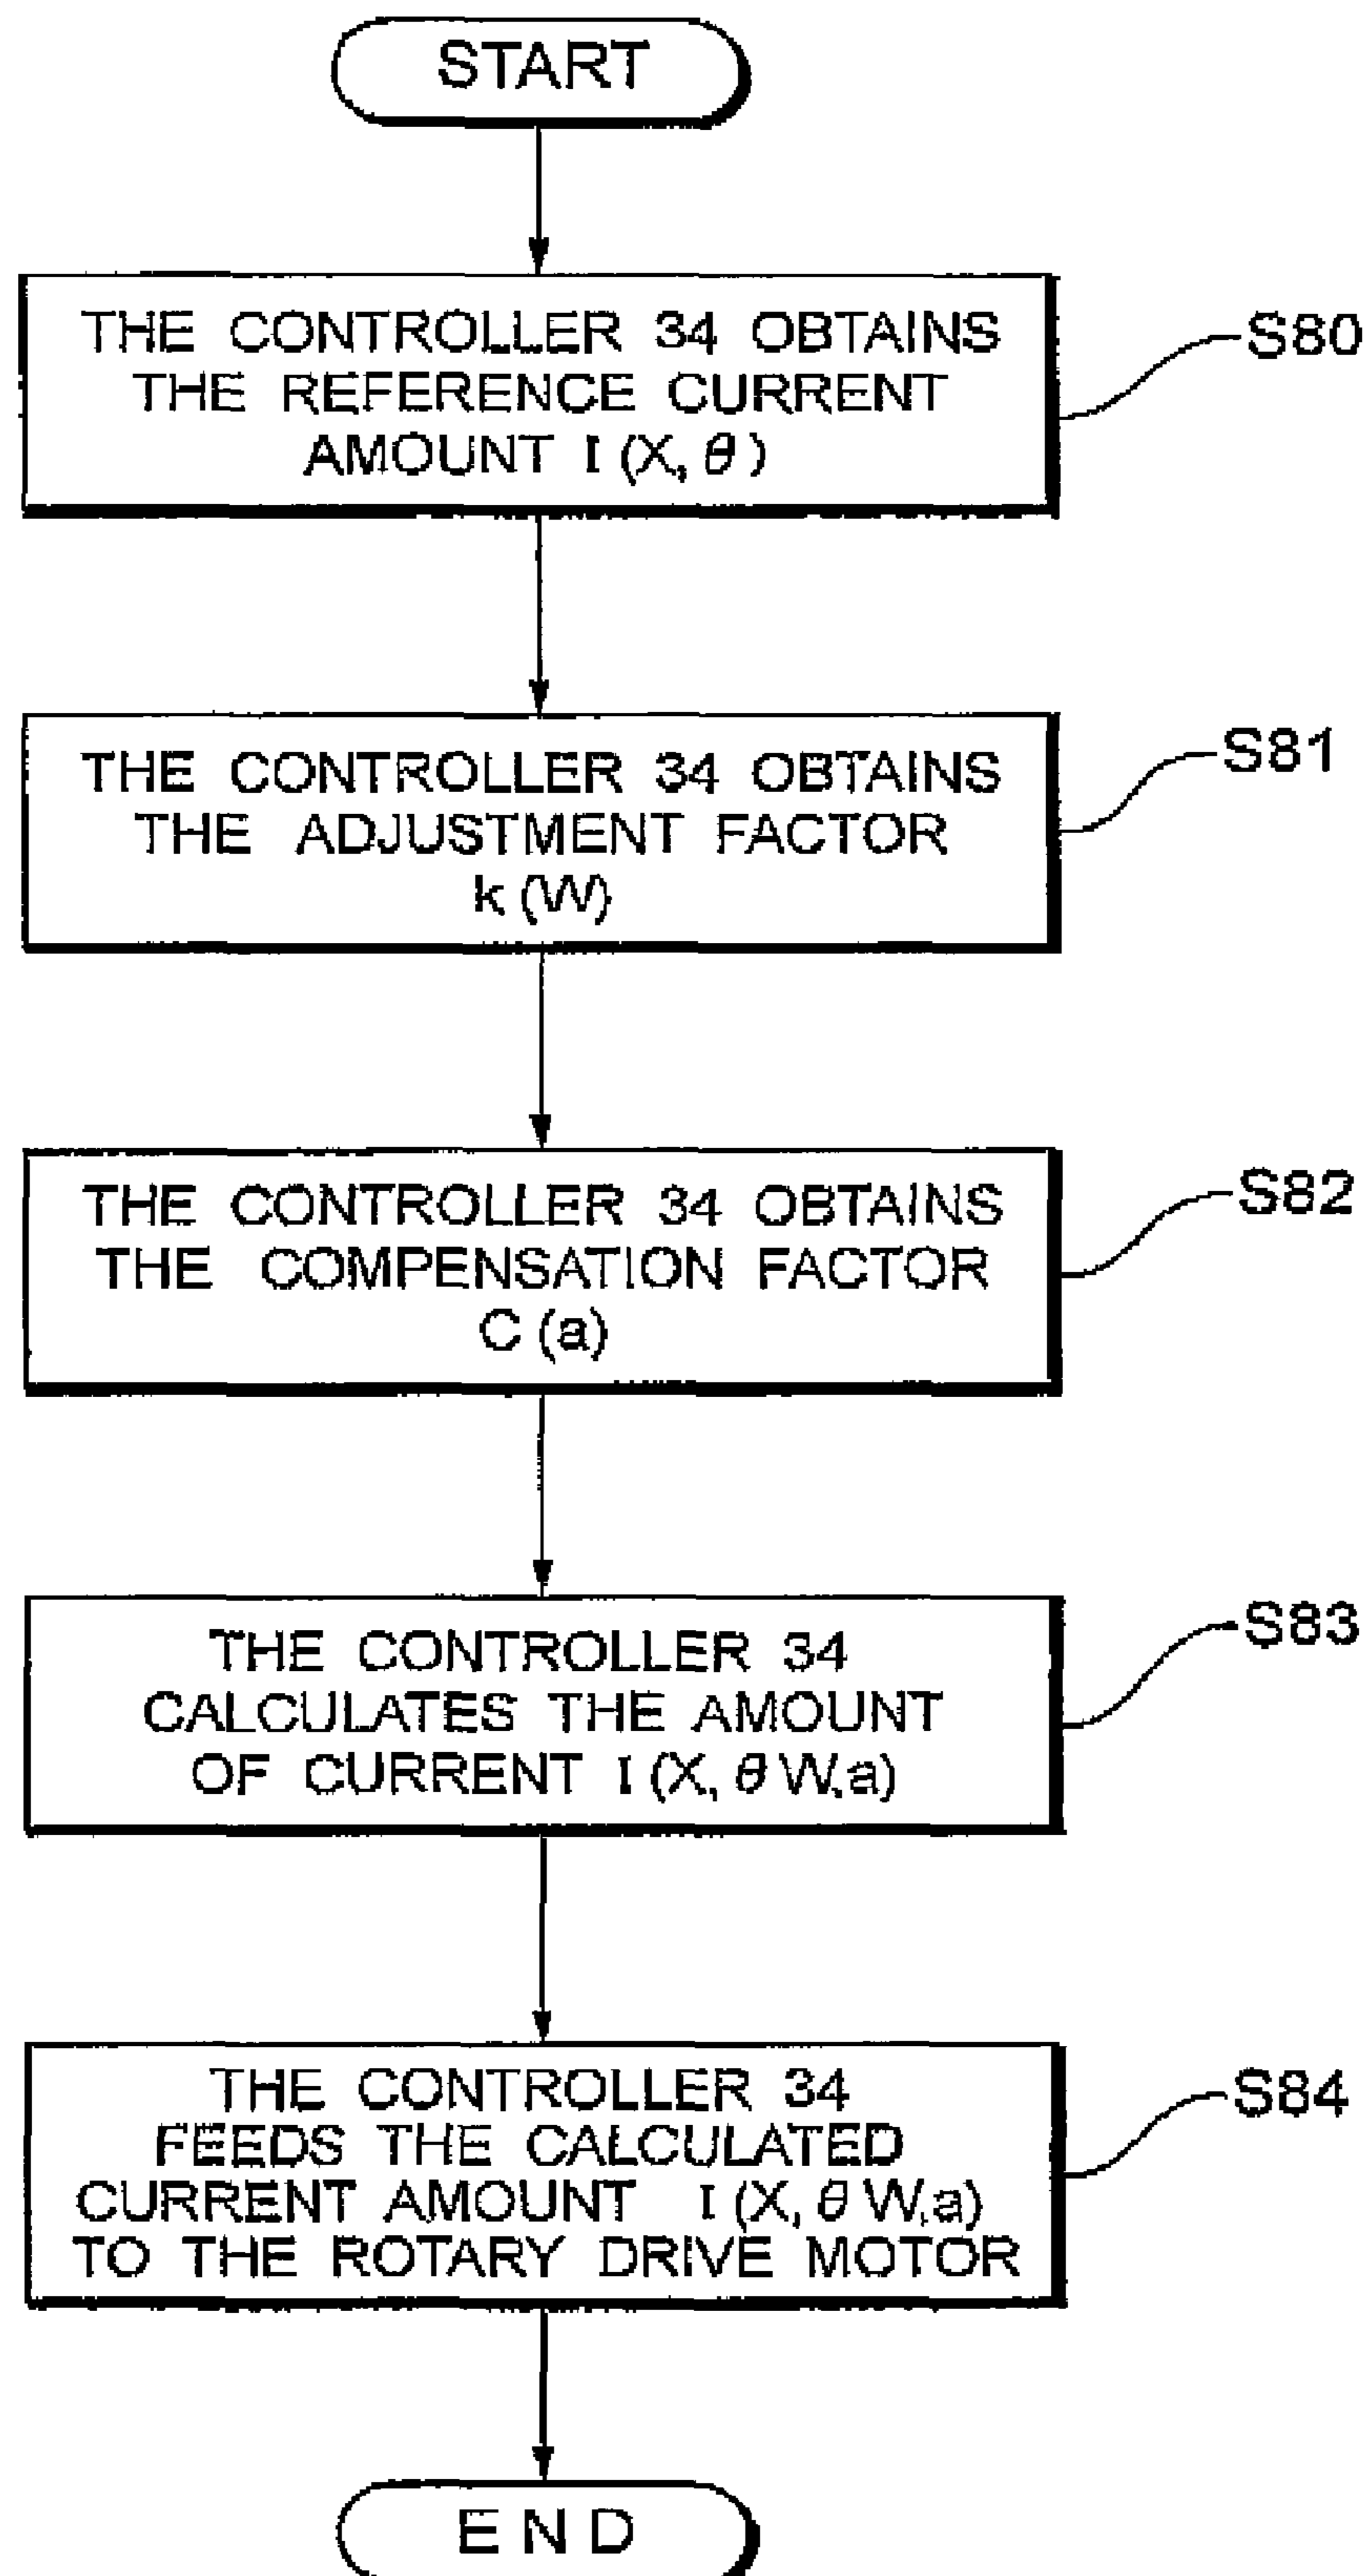 START
THE CONTROLLER 34 OBTAINS
THE REFERENCE CURRENT
AMOUNT I (X, θ)
S80
THE CONTROLLER 34 OBTAINS
THE ADJUSTMENT FACTOR
k (W)
S81
THE CONTROLLER 34 OBTAINS
THE COMPENSATION FACTOR
C (a)
S82
THE CONTROLLER 34
CALCULATES THE AMOUNT
OF CURRENT I (X, θ W,a)
S83
THE CONTROLLER 34
FEEDS THE CALCULATED
CURRENT AMOUNT I (X, θ W,a)
TO THE ROTARY DRIVE MOTOR
S84
END